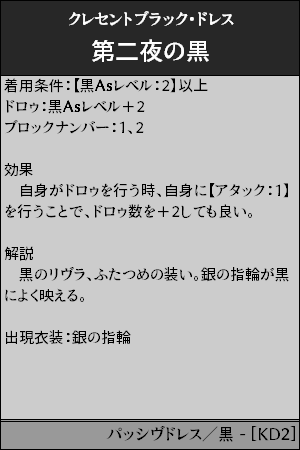 クレセントブラック・ドレス
第二夜の黒
着用条件：【黒Asレベル：2】以上
ドロゥ：黒Asレベル＋2
ブロックナンバー：1、2
効果
　自身がドロゥを行う時、自身に【アタック：1】
を行うことで、ドロゥ数を＋2しても良い。
解説
　黒のリヴラ、ふたつめの装い。銀の指輪が黒
によく映える。
出現衣装：銀の指輪
パッシヴドレス／黒 - [KD2]